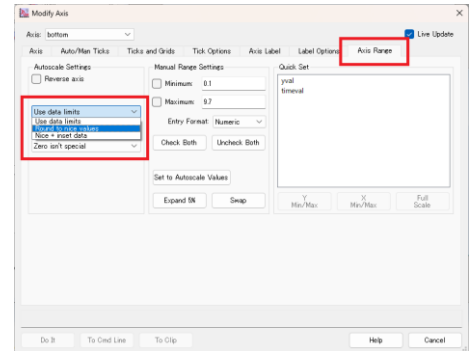 Modify Axis
Axis: bottom
Live Update
Axis Auto/Man Ticks Ticks and Grids Tick Options Axis Label Label Options Axis Range
Autoscale Settings Manual Range Settings Quick Set
Reverse axis
Minimum: 0.1
yval
timeval
Maximum: 9.7
Use data limits
Use data limits
Round to nice values
Nice + inset data
Zero isn't special
Entry Format: Numeric
Check Both Uncheck Both
Set to Autoscale Values
Expand 5% Swap
Y Min/Max X Min/Max Full Scale
Do It To Cmd Line To Clip Help Cancel